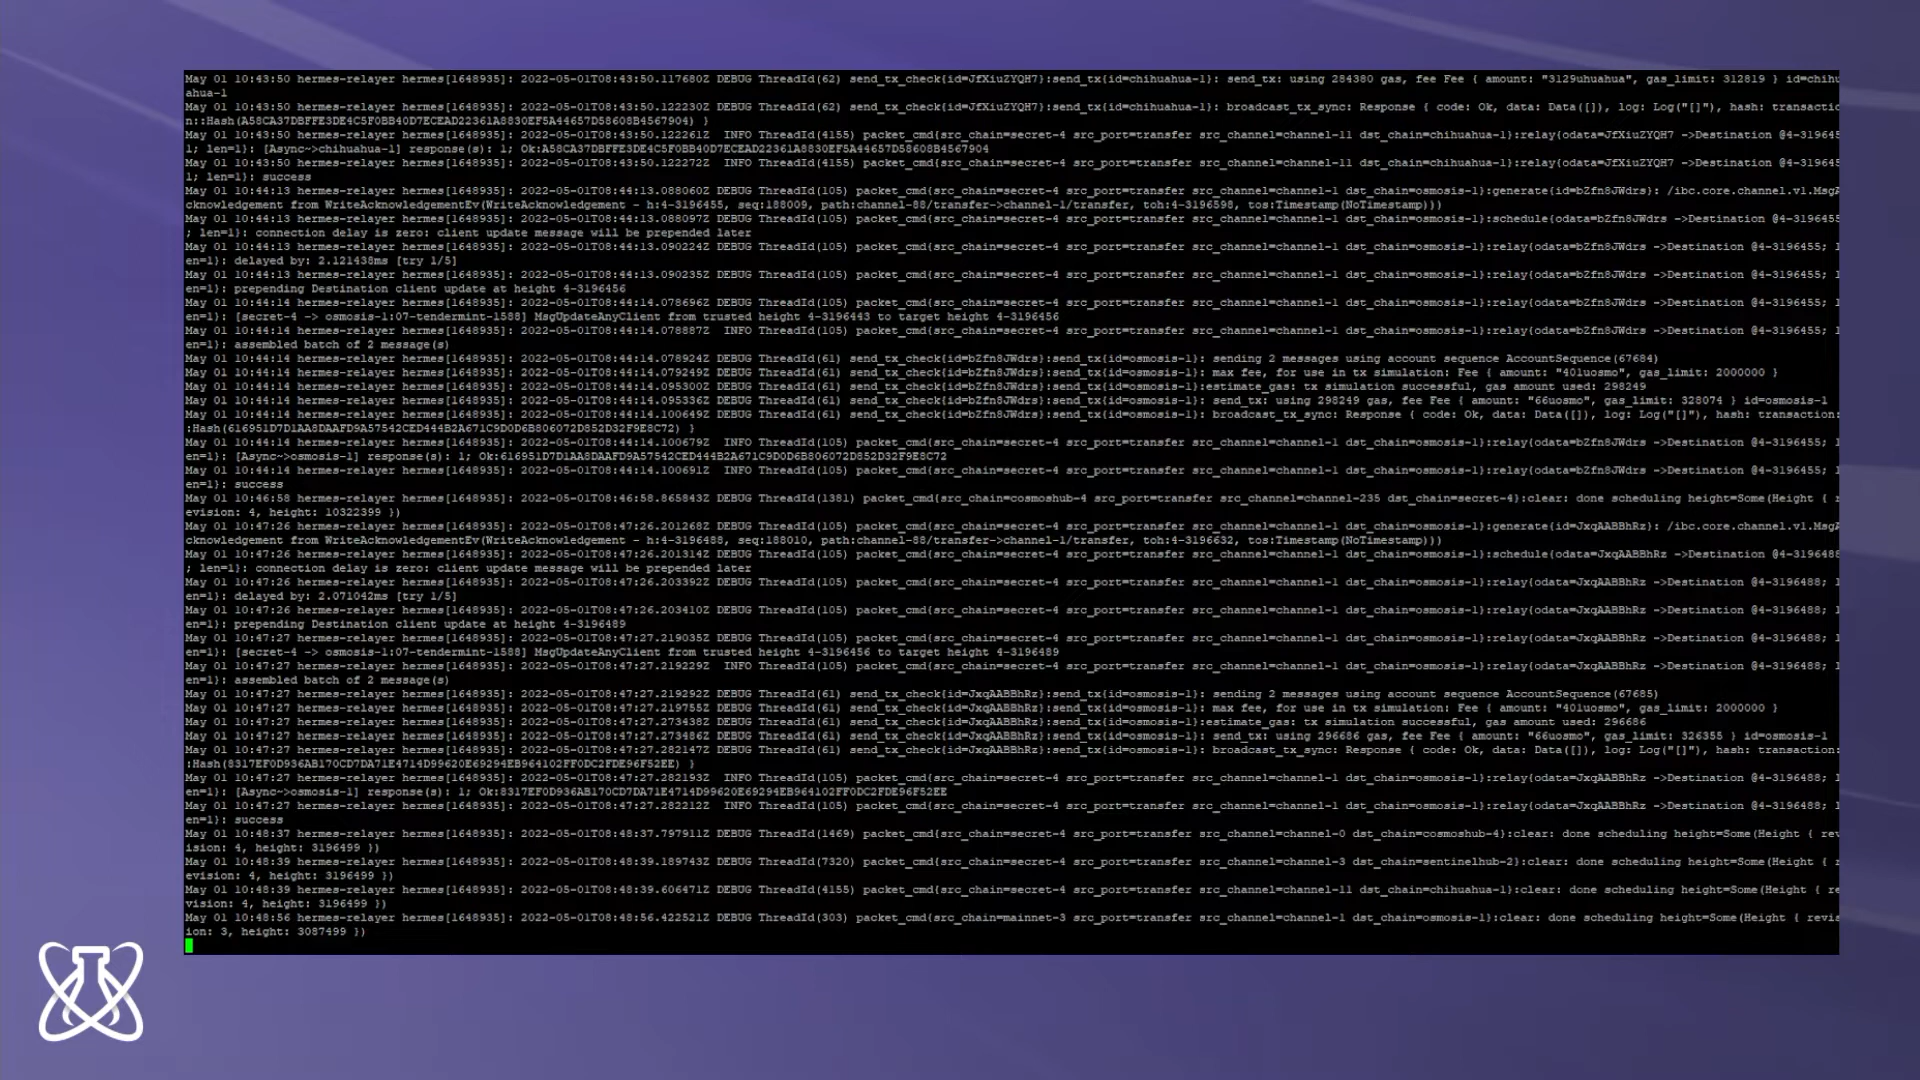 May 01 10:43:50 hermes-relayer hermes[1648935]: 2022-05-01T08:43:50.117680Z DEBUG ThreadId(62) send_tx_check{id=JfXiuZYQH7}:send_tx{id=chihuahua-1}: send_tx: using 284380 gas, fee Fee { amount: "3129uhuahua", gas_limit: 312819 } id=chihu
ahua-1
May 01 10:43:50 hermes-relayer hermes[1648935]: 2022-05-01T08:43:50.122230Z DEBUG ThreadId(62) send_tx_check{id=JfXiuZYQH7}:send_tx{id=chihuahua-1}: broadcast_tx_sync: Response { code: Ok, data: Data([]), log: Log("[]"), hash: transactio
n::Hash(A58CA37DBFFE3DE4C5F0BB40D7ECEAD22361A8830EF5A44657D58608B4567904) }
May 01 10:43:50 hermes-relayer hermes[1648935]: 2022-05-01T08:43:50.122261Z  INFO ThreadId(4155) packet_cmd{src_chain=secret-4 src_port=transfer src_channel=channel-11 dst_chain=chihuahua-1}:relay{odata=JfXiuZYQH7 ->Destination @4-319645
1; len=1}: [Async~>chihuahua-1] response(s): 1; Ok:A58CA37DBFFE3DE4C5F0BB40D7ECEAD22361A8830EF5A44657D58608B4567904
May 01 10:43:50 hermes-relayer hermes[1648935]: 2022-05-01T08:43:50.122272Z  INFO ThreadId(4155) packet_cmd{src_chain=secret-4 src_port=transfer src_channel=channel-11 dst_chain=chihuahua-1}:relay{odata=JfXiuZYQH7 ->Destination @4-319645
1; len=1}: success
May 01 10:44:13 hermes-relayer hermes[1648935]: 2022-05-01T08:44:13.088060Z DEBUG ThreadId(105) packet_cmd{src_chain=secret-4 src_port=transfer src_channel=channel-1 dst_chain=osmosis-1}:generate{id=bZfn8JWdrs}: /ibc.core.channel.v1.MsgA
cknowledgement from WriteAcknowledgementEv(WriteAcknowledgement - h:4-3196455, seq:188009, path:channel-88/transfer->channel-1/transfer, toh:4-3196598, tos:Timestamp(NoTimestamp)))
May 01 10:44:13 hermes-relayer hermes[1648935]: 2022-05-01T08:44:13.088097Z DEBUG ThreadId(105) packet_cmd{src_chain=secret-4 src_port=transfer src_channel=channel-1 dst_chain=osmosis-1}:schedule{odata=bZfn8JWdrs ->Destination @4-3196455
; len=1}: connection delay is zero: client update message will be prepended later
May 01 10:44:13 hermes-relayer hermes[1648935]: 2022-05-01T08:44:13.090224Z DEBUG ThreadId(105) packet_cmd{src_chain=secret-4 src_port=transfer src_channel=channel-1 dst_chain=osmosis-1}:relay{odata=bZfn8JWdrs ->Destination @4-3196455; l
en=1}: delayed by: 2.121438ms [try 1/5]
May 01 10:44:13 hermes-relayer hermes[1648935]: 2022-05-01T08:44:13.090235Z DEBUG ThreadId(105) packet_cmd{src_chain=secret-4 src_port=transfer src_channel=channel-1 dst_chain=osmosis-1}:relay{odata=bZfn8JWdrs ->Destination @4-3196455; l
en=1}: prepending Destination client update at height 4-3196456
May 01 10:44:14 hermes-relayer hermes[1648935]: 2022-05-01T08:44:14.078696Z DEBUG ThreadId(105) packet_cmd{src_chain=secret-4 src_port=transfer src_channel=channel-1 dst_chain=osmosis-1}:relay{odata=bZfn8JWdrs ->Destination @4-3196455; l
en=1}: [secret-4 -> osmosis-1:07-tendermint-1588] MsgUpdateAnyClient from trusted height 4-3196443 to target height 4-3196456
May 01 10:44:14 hermes-relayer hermes[1648935]: 2022-05-01T08:44:14.078887Z  INFO ThreadId(105) packet_cmd{src_chain=secret-4 src_port=transfer src_channel=channel-1 dst_chain=osmosis-1}:relay{odata=bZfn8JWdrs ->Destination @4-3196455; l
en=1}: assembled batch of 2 message(s)
May 01 10:44:14 hermes-relayer hermes[1648935]: 2022-05-01T08:44:14.078924Z DEBUG ThreadId(61) send_tx_check{id=bZfn8JWdrs}:send_tx{id=osmosis-1}: sending 2 messages using account sequence AccountSequence(67684)
May 01 10:44:14 hermes-relayer hermes[1648935]: 2022-05-01T08:44:14.079249Z DEBUG ThreadId(61) send_tx_check{id=bZfn8JWdrs}:send_tx{id=osmosis-1}: max fee, for use in tx simulation: Fee { amount: "401uosmo", gas_limit: 2000000 }
May 01 10:44:14 hermes-relayer hermes[1648935]: 2022-05-01T08:44:14.095300Z DEBUG ThreadId(61) send_tx_check{id=bZfn8JWdrs}:send_tx{id=osmosis-1}:estimate_gas: tx simulation successful, gas amount used: 298249
May 01 10:44:14 hermes-relayer hermes[1648935]: 2022-05-01T08:44:14.095336Z DEBUG ThreadId(61) send_tx_check{id=bZfn8JWdrs}:send_tx{id=osmosis-1}: send_tx: using 298249 gas, fee Fee { amount: "66uosmo", gas_limit: 328074 } id=osmosis-1
May 01 10:44:14 hermes-relayer hermes[1648935]: 2022-05-01T08:44:14.100649Z DEBUG ThreadId(61) send_tx_check{id=bZfn8JWdrs}:send_tx{id=osmosis-1}: broadcast_tx_sync: Response { code: Ok, data: Data([]), log: Log("[]"), hash: transaction:
:Hash(616951D7D1AA8DAAFD9A57542CED444B2A671C9D0D6B806072D852D32F9E8C72) }
May 01 10:44:14 hermes-relayer hermes[1648935]: 2022-05-01T08:44:14.100679Z  INFO ThreadId(105) packet_cmd{src_chain=secret-4 src_port=transfer src_channel=channel-1 dst_chain=osmosis-1}:relay{odata=bZfn8JWdrs ->Destination @4-3196455; l
en=1}: [Async~>osmosis-1] response(s): 1; Ok:616951D7D1AA8DAAFD9A57542CED444B2A671C9D0D6B806072D852D32F9E8C72
May 01 10:44:14 hermes-relayer hermes[1648935]: 2022-05-01T08:44:14.100691Z  INFO ThreadId(105) packet_cmd{src_chain=secret-4 src_port=transfer src_channel=channel-1 dst_chain=osmosis-1}:relay{odata=bZfn8JWdrs ->Destination @4-3196455; l
en=1}: success
May 01 10:46:58 hermes-relayer hermes[1648935]: 2022-05-01T08:46:58.865843Z DEBUG ThreadId(1381) packet_cmd{src_chain=cosmoshub-4 src_port=transfer src_channel=channel-235 dst_chain=secret-4}:clear: done scheduling height=Some(Height { r
evision: 4, height: 10322399 })
May 01 10:47:26 hermes-relayer hermes[1648935]: 2022-05-01T08:47:26.201268Z DEBUG ThreadId(105) packet_cmd{src_chain=secret-4 src_port=transfer src_channel=channel-1 dst_chain=osmosis-1}:generate{id=JxqAABBhRz}: /ibc.core.channel.v1.MsgA
cknowledgement from WriteAcknowledgementEv(WriteAcknowledgement - h:4-3196488, seq:188010, path:channel-88/transfer->channel-1/transfer, toh:4-3196632, tos:Timestamp(NoTimestamp)))
May 01 10:47:26 hermes-relayer hermes[1648935]: 2022-05-01T08:47:26.201314Z DEBUG ThreadId(105) packet_cmd{src_chain=secret-4 src_port=transfer src_channel=channel-1 dst_chain=osmosis-1}:schedule{odata=JxqAABBhRz ->Destination @4-3196488
; len=1}: connection delay is zero: client update message will be prepended later
May 01 10:47:26 hermes-relayer hermes[1648935]: 2022-05-01T08:47:26.203392Z DEBUG ThreadId(105) packet_cmd{src_chain=secret-4 src_port=transfer src_channel=channel-1 dst_chain=osmosis-1}:relay{odata=JxqAABBhRz ->Destination @4-3196488; l
en=1}: delayed by: 2.071042ms [try 1/5]
May 01 10:47:26 hermes-relayer hermes[1648935]: 2022-05-01T08:47:26.203410Z DEBUG ThreadId(105) packet_cmd{src_chain=secret-4 src_port=transfer src_channel=channel-1 dst_chain=osmosis-1}:relay{odata=JxqAABBhRz ->Destination @4-3196488; l
en=1}: prepending Destination client update at height 4-3196489
May 01 10:47:27 hermes-relayer hermes[1648935]: 2022-05-01T08:47:27.219035Z DEBUG ThreadId(105) packet_cmd{src_chain=secret-4 src_port=transfer src_channel=channel-1 dst_chain=osmosis-1}:relay{odata=JxqAABBhRz ->Destination @4-3196488; l
en=1}: [secret-4 -> osmosis-1:07-tendermint-1588] MsgUpdateAnyClient from trusted height 4-3196456 to target height 4-3196489
May 01 10:47:27 hermes-relayer hermes[1648935]: 2022-05-01T08:47:27.219229Z  INFO ThreadId(105) packet_cmd{src_chain=secret-4 src_port=transfer src_channel=channel-1 dst_chain=osmosis-1}:relay{odata=JxqAABBhRz ->Destination @4-3196488; l
en=1}: assembled batch of 2 message(s)
May 01 10:47:27 hermes-relayer hermes[1648935]: 2022-05-01T08:47:27.219292Z DEBUG ThreadId(61) send_tx_check{id=JxqAABBhRz}:send_tx{id=osmosis-1}: sending 2 messages using account sequence AccountSequence(67685)
May 01 10:47:27 hermes-relayer hermes[1648935]: 2022-05-01T08:47:27.219755Z DEBUG ThreadId(61) send_tx_check{id=JxqAABBhRz}:send_tx{id=osmosis-1}: max fee, for use in tx simulation: Fee { amount: "401uosmo", gas_limit: 2000000 }
May 01 10:47:27 hermes-relayer hermes[1648935]: 2022-05-01T08:47:27.273438Z DEBUG ThreadId(61) send_tx_check{id=JxqAABBhRz}:send_tx{id=osmosis-1}:estimate_gas: tx simulation successful, gas amount used: 296686
May 01 10:47:27 hermes-relayer hermes[1648935]: 2022-05-01T08:47:27.273486Z DEBUG ThreadId(61) send_tx_check{id=JxqAABBhRz}:send_tx{id=osmosis-1}: send_tx: using 296686 gas, fee Fee { amount: "66uosmo", gas_limit: 326355 } id=osmosis-1
May 01 10:47:27 hermes-relayer hermes[1648935]: 2022-05-01T08:47:27.282147Z DEBUG ThreadId(61) send_tx_check{id=JxqAABBhRz}:send_tx{id=osmosis-1}: broadcast_tx_sync: Response { code: Ok, data: Data([]), log: Log("[]"), hash: transaction:
:Hash(8317EF0D936AB170CD7DA71E4714D99620E69294EB964102FF0DC2FDE96F52EE) }
May 01 10:47:27 hermes-relayer hermes[1648935]: 2022-05-01T08:47:27.282193Z  INFO ThreadId(105) packet_cmd{src_chain=secret-4 src_port=transfer src_channel=channel-1 dst_chain=osmosis-1}:relay{odata=JxqAABBhRz ->Destination @4-3196488; l
en=1}: [Async~>osmosis-1] response(s): 1; Ok:8317EF0D936AB170CD7DA71E4714D99620E69294EB964102FF0DC2FDE96F52EE
May 01 10:47:27 hermes-relayer hermes[1648935]: 2022-05-01T08:47:27.282212Z  INFO ThreadId(105) packet_cmd{src_chain=secret-4 src_port=transfer src_channel=channel-1 dst_chain=osmosis-1}:relay{odata=JxqAABBhRz ->Destination @4-3196488; l
en=1}: success
May 01 10:48:37 hermes-relayer hermes[1648935]: 2022-05-01T08:48:37.797911Z DEBUG ThreadId(1469) packet_cmd{src_chain=secret-4 src_port=transfer src_channel=channel-0 dst_chain=cosmoshub-4}:clear: done scheduling height=Some(Height { rev
ision: 4, height: 3196499 })
May 01 10:48:39 hermes-relayer hermes[1648935]: 2022-05-01T08:48:39.189743Z DEBUG ThreadId(7320) packet_cmd{src_chain=secret-4 src_port=transfer src_channel=channel-3 dst_chain=sentinelhub-2}:clear: done scheduling height=Some(Height { r
evision: 4, height: 3196499 })
May 01 10:48:39 hermes-relayer hermes[1648935]: 2022-05-01T08:48:39.606471Z DEBUG ThreadId(4155) packet_cmd{src_chain=secret-4 src_port=transfer src_channel=channel-11 dst_chain=chihuahua-1}:clear: done scheduling height=Some(Height { re
vision: 4, height: 3196499 })
May 01 10:48:56 hermes-relayer hermes[1648935]: 2022-05-01T08:48:56.422521Z DEBUG ThreadId(303) packet_cmd{src_chain=mainnet-3 src_port=transfer src_channel=channel-1 dst_chain=osmosis-1}:clear: done scheduling height=Some(Height { revis
ion: 3, height: 3087499 })